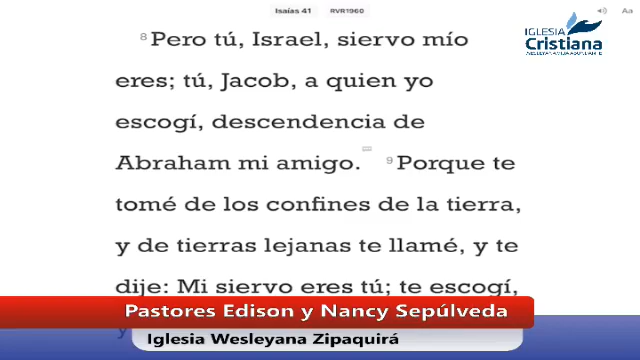 Isaías 41 RVR1960
Aa
IGLESIA
Cristiana
8 Pero tú, Israel, siervo mío
eres; tú, Jacob, a quien yo
escogí, descendencia de
Abraham mi amigo. 9 Porque te
tomé de los confines de la tierra,
y de tierras lejanas te llamé, y te
dije: Mi siervo eres tú; te escogí,
Pastores Edison y Nancy Sepúlveda
Iglesia Wesleyana Zipaquirá